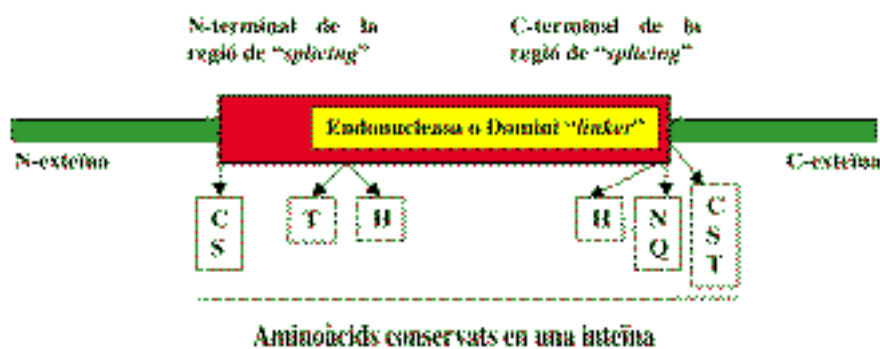 N-terminal de la
regió de “splicing”
C-terminal de la
regió de “splicing”
Endonucleasa o Domini “linker”
N-exteïna
C-exteïna
C
S
T
H
H
N
Q
C
S
T
Aminoàcids conservats en una inteïna